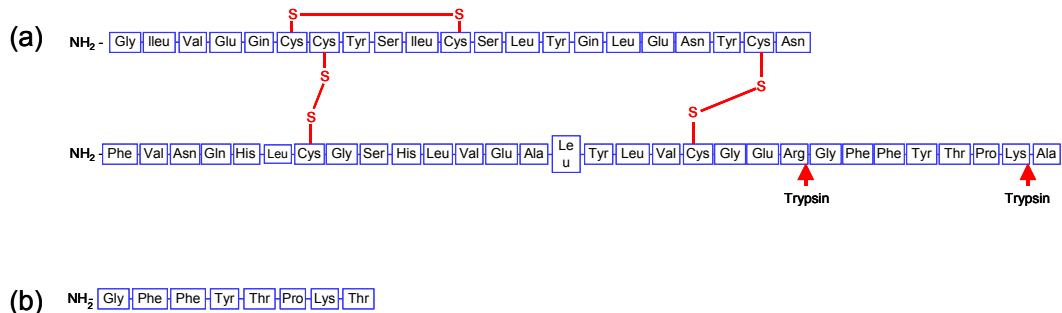 S S
(a) NH2 - Gly Ileu Val Glu Gin Cys Cys Tyr Ser Ileu Cys Ser Leu Tyr Gin Leu Glu Asn Tyr Cys Asn
S S
S S
NH2 - Phe Val Asn Gln His Leu Cys Gly Ser His Leu Val Glu Ala Leu Tyr Leu Val Cys Gly Glu Arg Gly Phe Phe Tyr Thr Pro Lys Ala
Trypsin Trypsin
(b) NH2- Gly Phe Phe Tyr Thr Pro Lys Thr